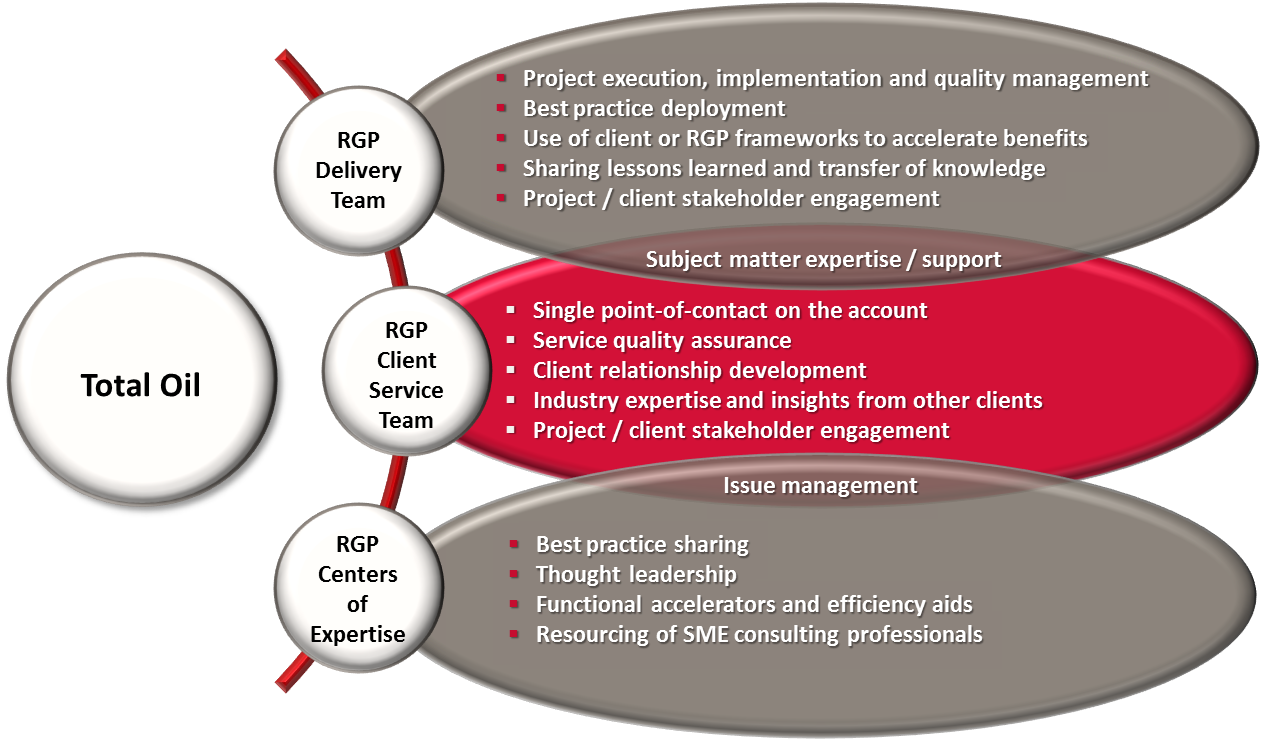 Total Oil
RGP
Delivery
Team
▪ Project execution, implementation and quality management
▪ Best practice deployment
▪ Use of client or RGP frameworks to accelerate benefits
▪ Sharing lessons learned and transfer of knowledge
▪ Project / client stakeholder engagement
Subject matter expertise / support
RGP
Client
Service
Team
▪ Single point-of-contact on the account
▪ Service quality assurance
▪ Client relationship development
▪ Industry expertise and insights from other clients
▪ Project / client stakeholder engagement
Issue management
RGP
Centers
of
Expertise
▪ Best practice sharing
▪ Thought leadership
▪ Functional accelerators and efficiency aids
▪ Resourcing of SME consulting professionals